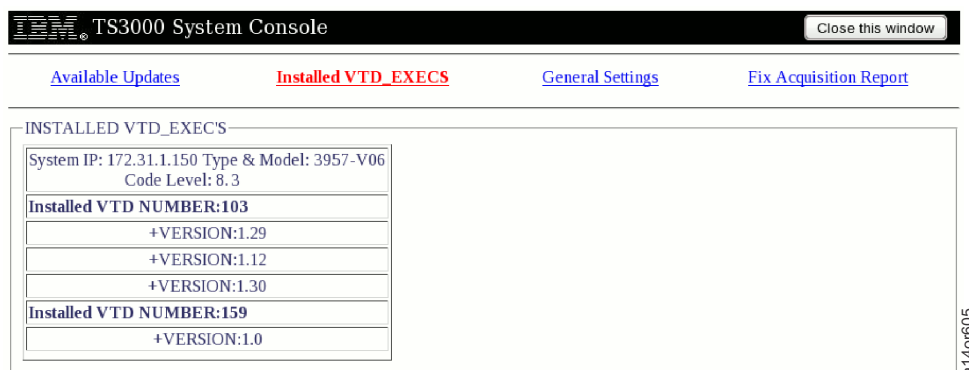 IBM® TS3000 System Console
Close this window
Available Updates
Installed VTD_EXECS
General Settings
Fix Acquisition Report
INSTALLED VTD_EXEC'S
System IP: 172.31.1.150 Type & Model: 3957-V06
Code Level: 8.3
Installed VTD NUMBER:103
+VERSION:1.29
+VERSION:1.12
+VERSION:1.30
Installed VTD NUMBER:159
+VERSION:1.0